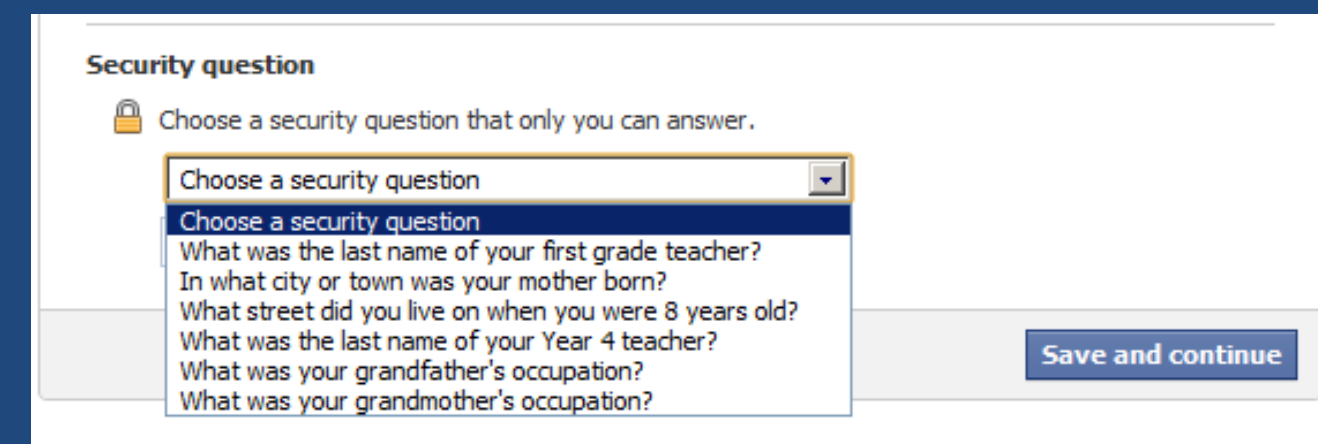 Security question
Choose a security question that only you can answer.
Choose a security question
Choose a security question
What was the last name of your first grade teacher?
In what city or town was your mother born?
What street did you live on when you were 8 years old?
What was the last name of your Year 4 teacher?
What was your grandfather's occupation?
What was your grandmother's occupation?
Save and continue